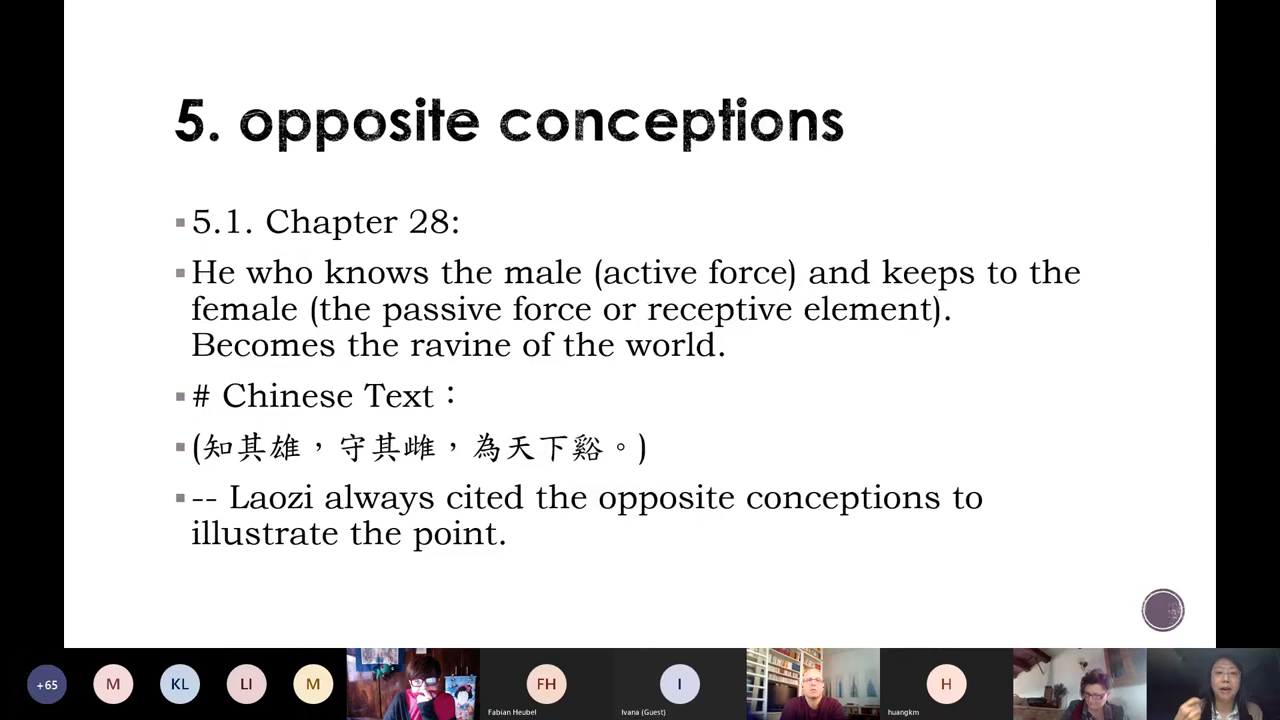 5. opposite conceptions
5.1. Chapter 28:
He who knows the male (active force) and keeps to the
female (the passive force or receptive element).
Becomes the ravine of the world.
# Chinese Text：
(知其雄，守其雌，為天下谿。)
-- Laozi always cited the opposite conceptions to
illustrate the point.
+65
M
KL
LI
M
FH
Fabian Heubel
I
Ivana (Guest)
H
huangkm